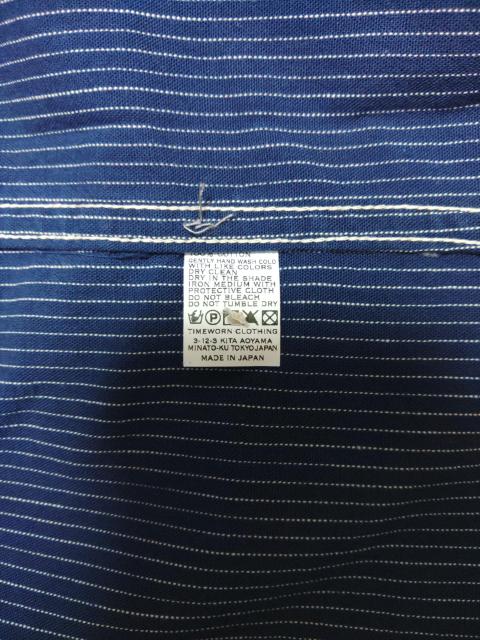 GENTLY HAND WASH COLD
WITH LIKE COLORS
DRY CLEAN
DRY IN THE SHADE
IRON MEDIUM WITH
PROTECTIVE CLOTH
DO NOT BLEACH
DO NOT TUMBLE DRY
TIMEWORN CLOTHING
3-12-3 KITA AOYAMA
MINATO-KU TOKYO JAPAN
MADE IN JAPAN